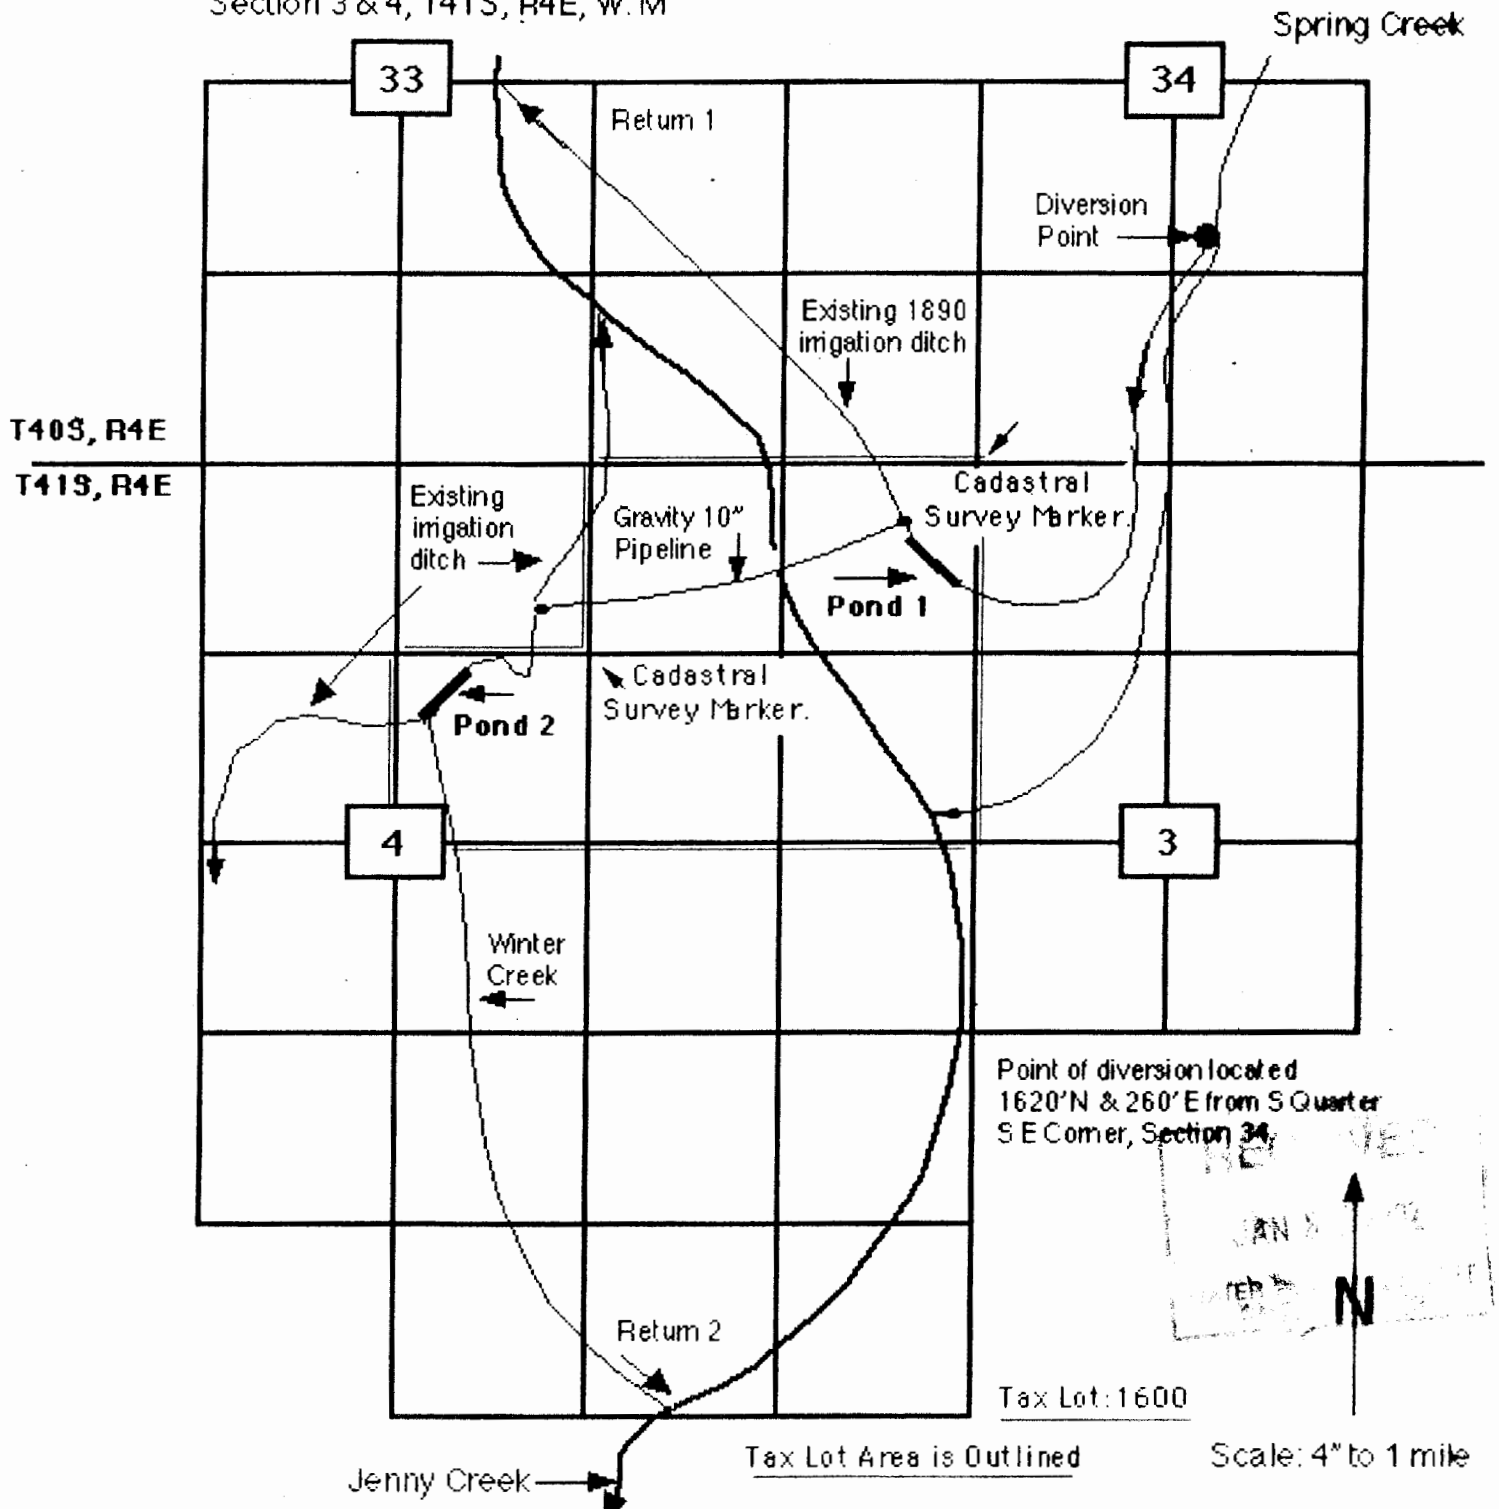 Section 3 & 4, T41S, R4E, W.M
Spring Creek
33
34
Return 1
Diversion
Point
Existing 1890
irrigation ditch
T40S, R4E
T41S, R4E
Existing
irrigation
ditch
Gravity 10"
Pipeline
Cadastral
Survey Marker.
Pond 1
Cadastral
Survey Marker.
Pond 2
4
3
Winter
Creek
Point of diversion located
1620'N & 260'E from S Quarter
S E Corner, Section 34.
JAN
N
Return 2
Tax Lot: 1600
Tax Lot Area is Outlined
Scale: 4" to 1 mile
Jenny Creek